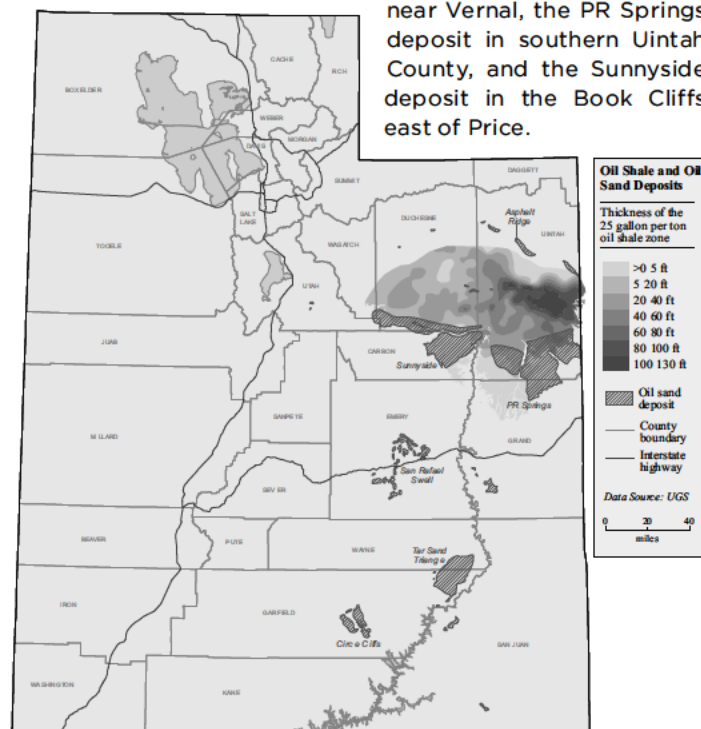 near Vernal, the PR Springs
deposit in southern Uintah
County, and the Sunnyside
deposit in the Book Cliffs
east of Price.
CACHE
RICH
BOXELDER
WEBER
MORGAN
DAVIS
SUMMIT
DAGGETT
SALT
LAKE
DUCHESNE
Asphalt
Ridge
UINTAH
TOOELE
WASATCH
UTAH
JUAB
CARBON
Sunnyside
PR Springs
SANPETE
EMERY
GRAND
MILLARD
San Rafael
Swell
SEVIER
BEAVER
PIUTE
WAYNE
Tar Sand
Triangle
IRON
GARFIELD
Circle Cliffs
SAN JUAN
WASHINGTON
KANE
Oil Shale and Oil
Sand Deposits
Thickness of the
25 gallon per ton
oil shale zone
>0 5 ft
5 20 ft
20 40 ft
40 60 ft
60 80 ft
80 100 ft
100 130 ft
Oil sand
deposit
County
boundary
Interstate
highway
Data Source: UGS
0 20 40
miles